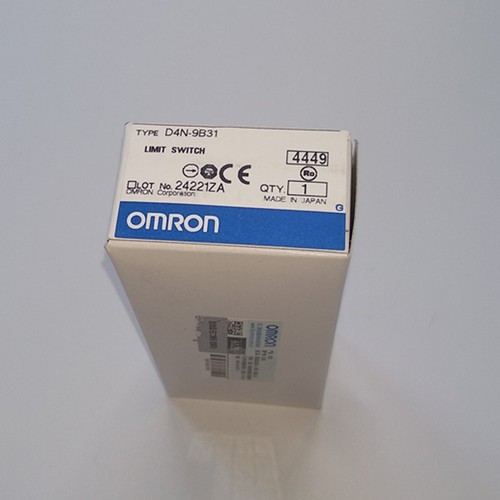 TYPE D4N-9B31
LIMIT SWITCH
4449
CE
Ro
LOT No. 24221ZA
QTY. 1
OMRON Corporation
MADE IN JAPAN
OMRON
G
OMRON